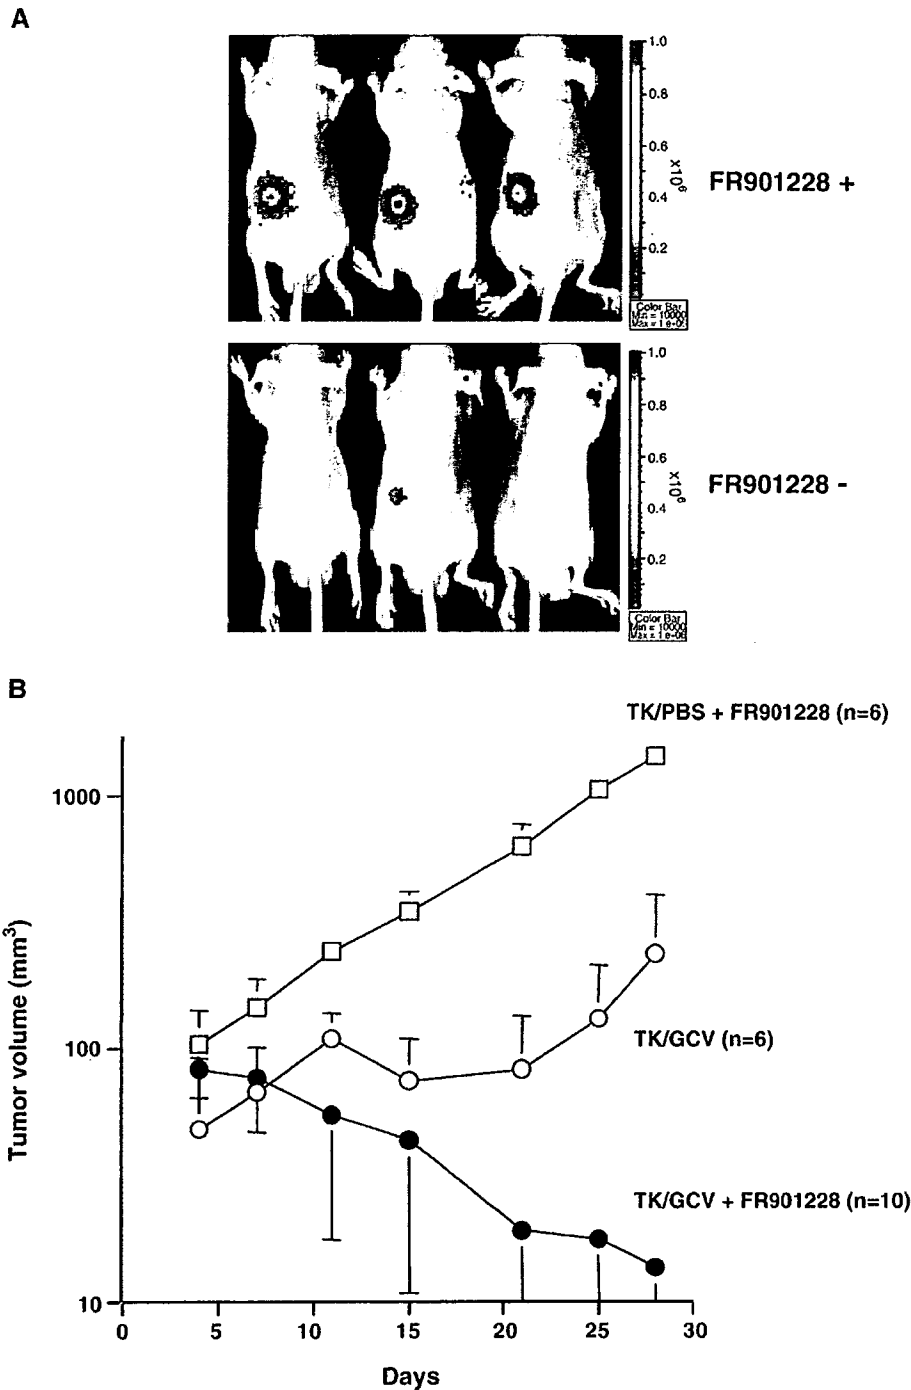 A
1.0
0.8
0.6
0.4
0.2
x10⁶
FR901228 +
Color Bar
Min = 10000
1.0
0.8
0.6
0.4
0.2
x10⁶
FR901228 -
Color Bar
Min = 10000
B
TK/PBS + FR901228 (n=6)
1000
100
10
Tumor volume (mm³)
TK/GCV (n=6)
TK/GCV + FR901228 (n=10)
0 5 10 15 20 25 30
Days